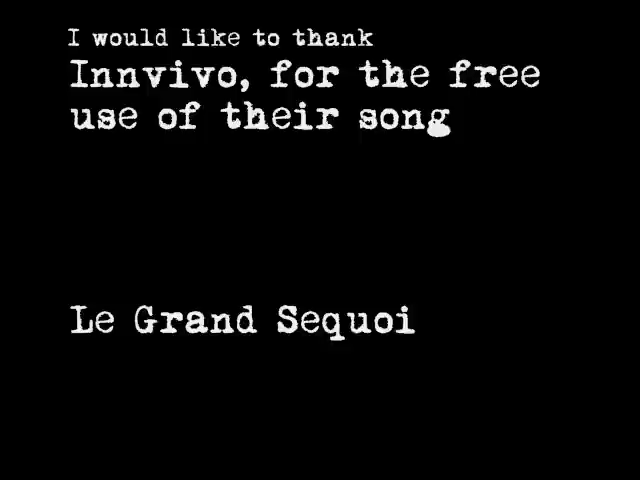 I would like to thank
Innvivo, for the free
use of their song
Le Grand Sequoi